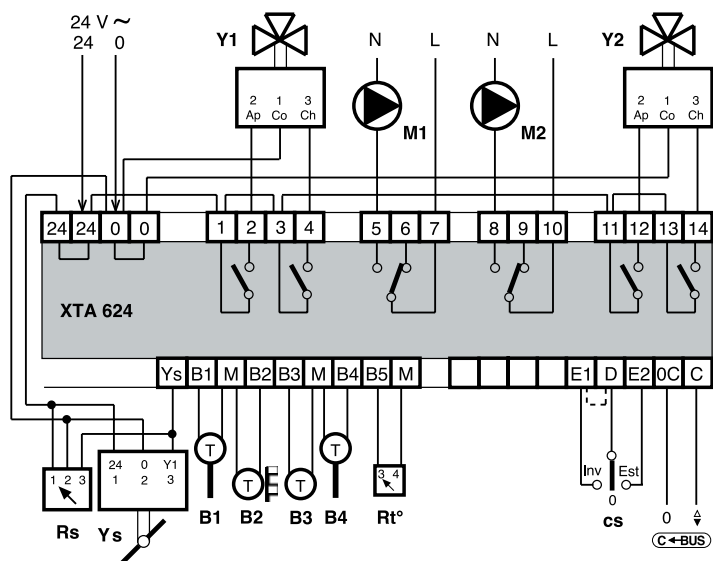 24 V ~
24 0
Y1
N L N L
Y2
2 1 3
Ap Co Ch
M1
M2
2 1 3
Ap Co Ch
24 24 0 0 1 2 3 4 5 6 7 8 9 10 11 12 13 14
XTA 624
Ys B1 M B2 B3 M B4 B5 M E1 D E2 0C C
T T T T
1 2 3
24 0 Y1
1 2 3
3 4
Inv Est
0
Rs Ys B1 B2 B3 B4 Rt° cs 0
C BUS